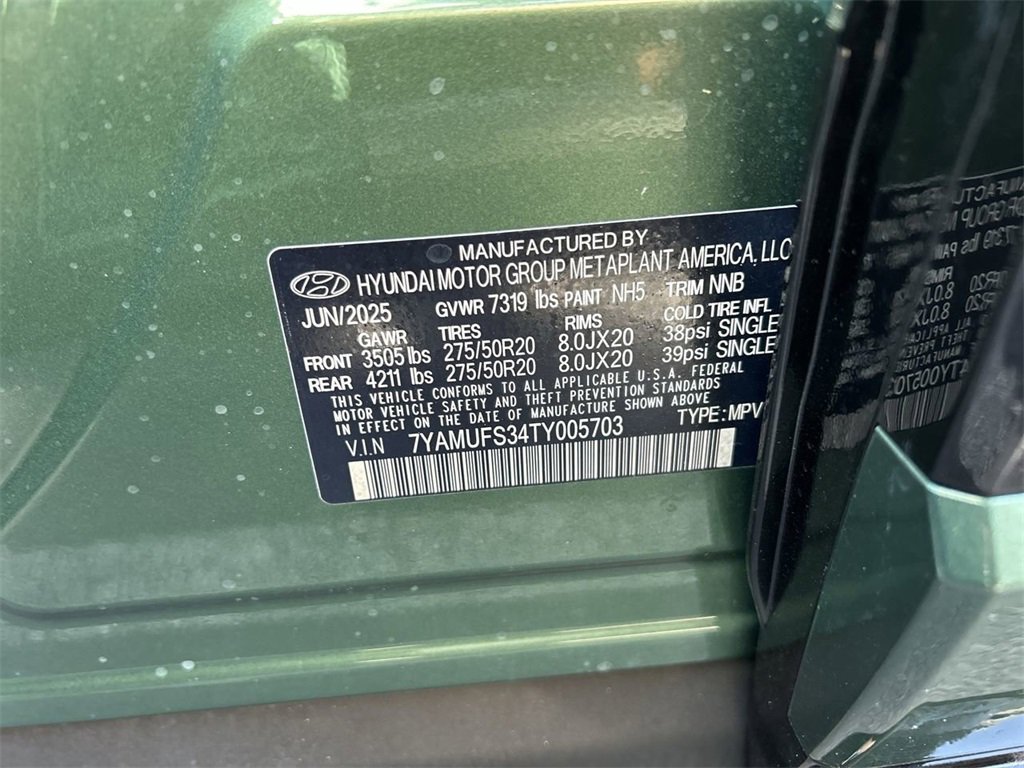 MANUFACTURED BY
HYUNDAI MOTOR GROUP METAPLANT AMERICA, LLC
JUN/2025 GVWR 7319 lbs PAINT NH5 TRIM NNB
GAWR TIRES RIMS COLD TIRE INFL
FRONT 3505 lbs 275/50R20 8.0JX20 38psi SINGLE
REAR 4211 lbs 275/50R20 8.0JX20 39psi SINGLE
THIS VEHICLE CONFORMS TO ALL APPLICABLE U.S.A. FEDERAL
MOTOR VEHICLE SAFETY AND THEFT PREVENTION STANDARDS
IN EFFECT ON THE DATE OF MANUFACTURE SHOWN ABOVE
V.I.N 7YAMUFS34TY005703 TYPE: MPV